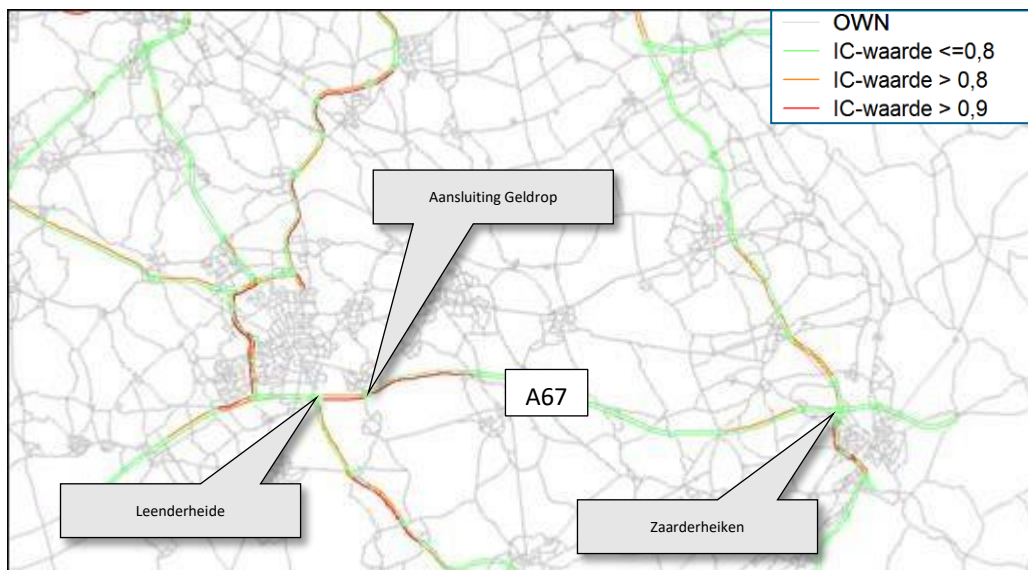 OWN
IC-waarde <=0,8
IC-waarde > 0,8
IC-waarde > 0,9
Aansluiting Geldrop
A67
Leenderheide
Zaarderheiken